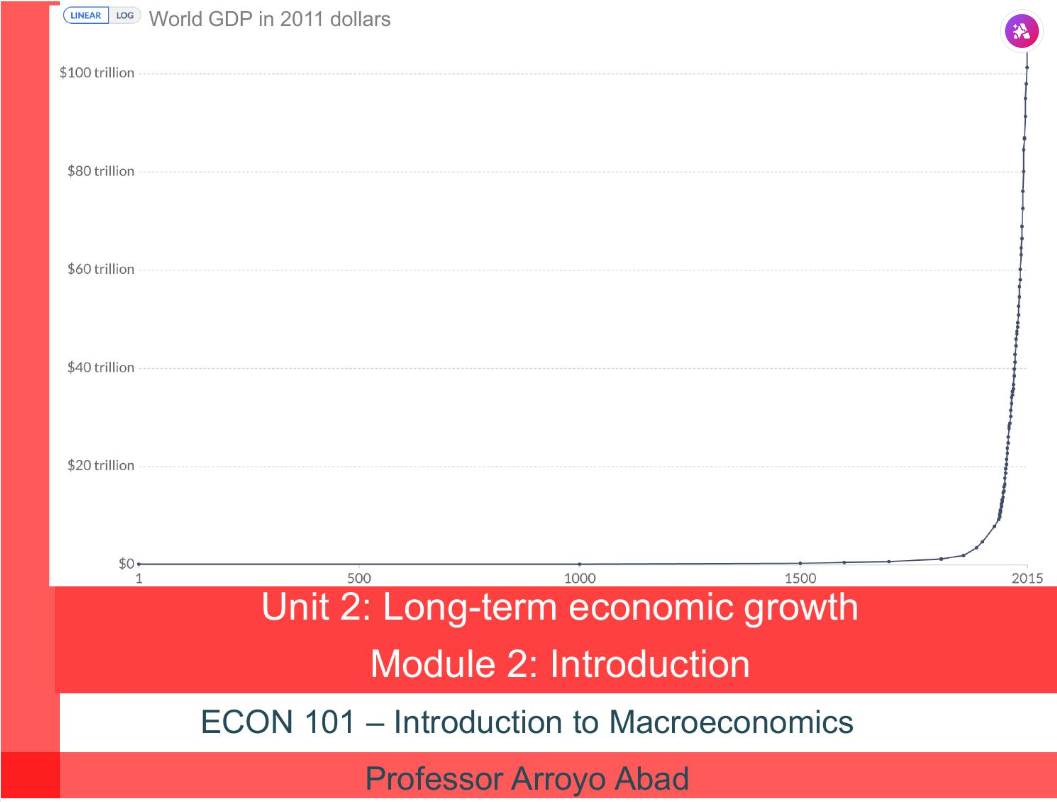 LINEAR LOG World GDP in 2011 dollars
$100 trillion
$80 trillion
$60 trillion
$40 trillion
$20 trillion
$0
1 500 1000 1500 2015
Unit 2: Long-term economic growth
Module 2: Introduction
ECON 101 – Introduction to Macroeconomics
Professor Arroyo Abad